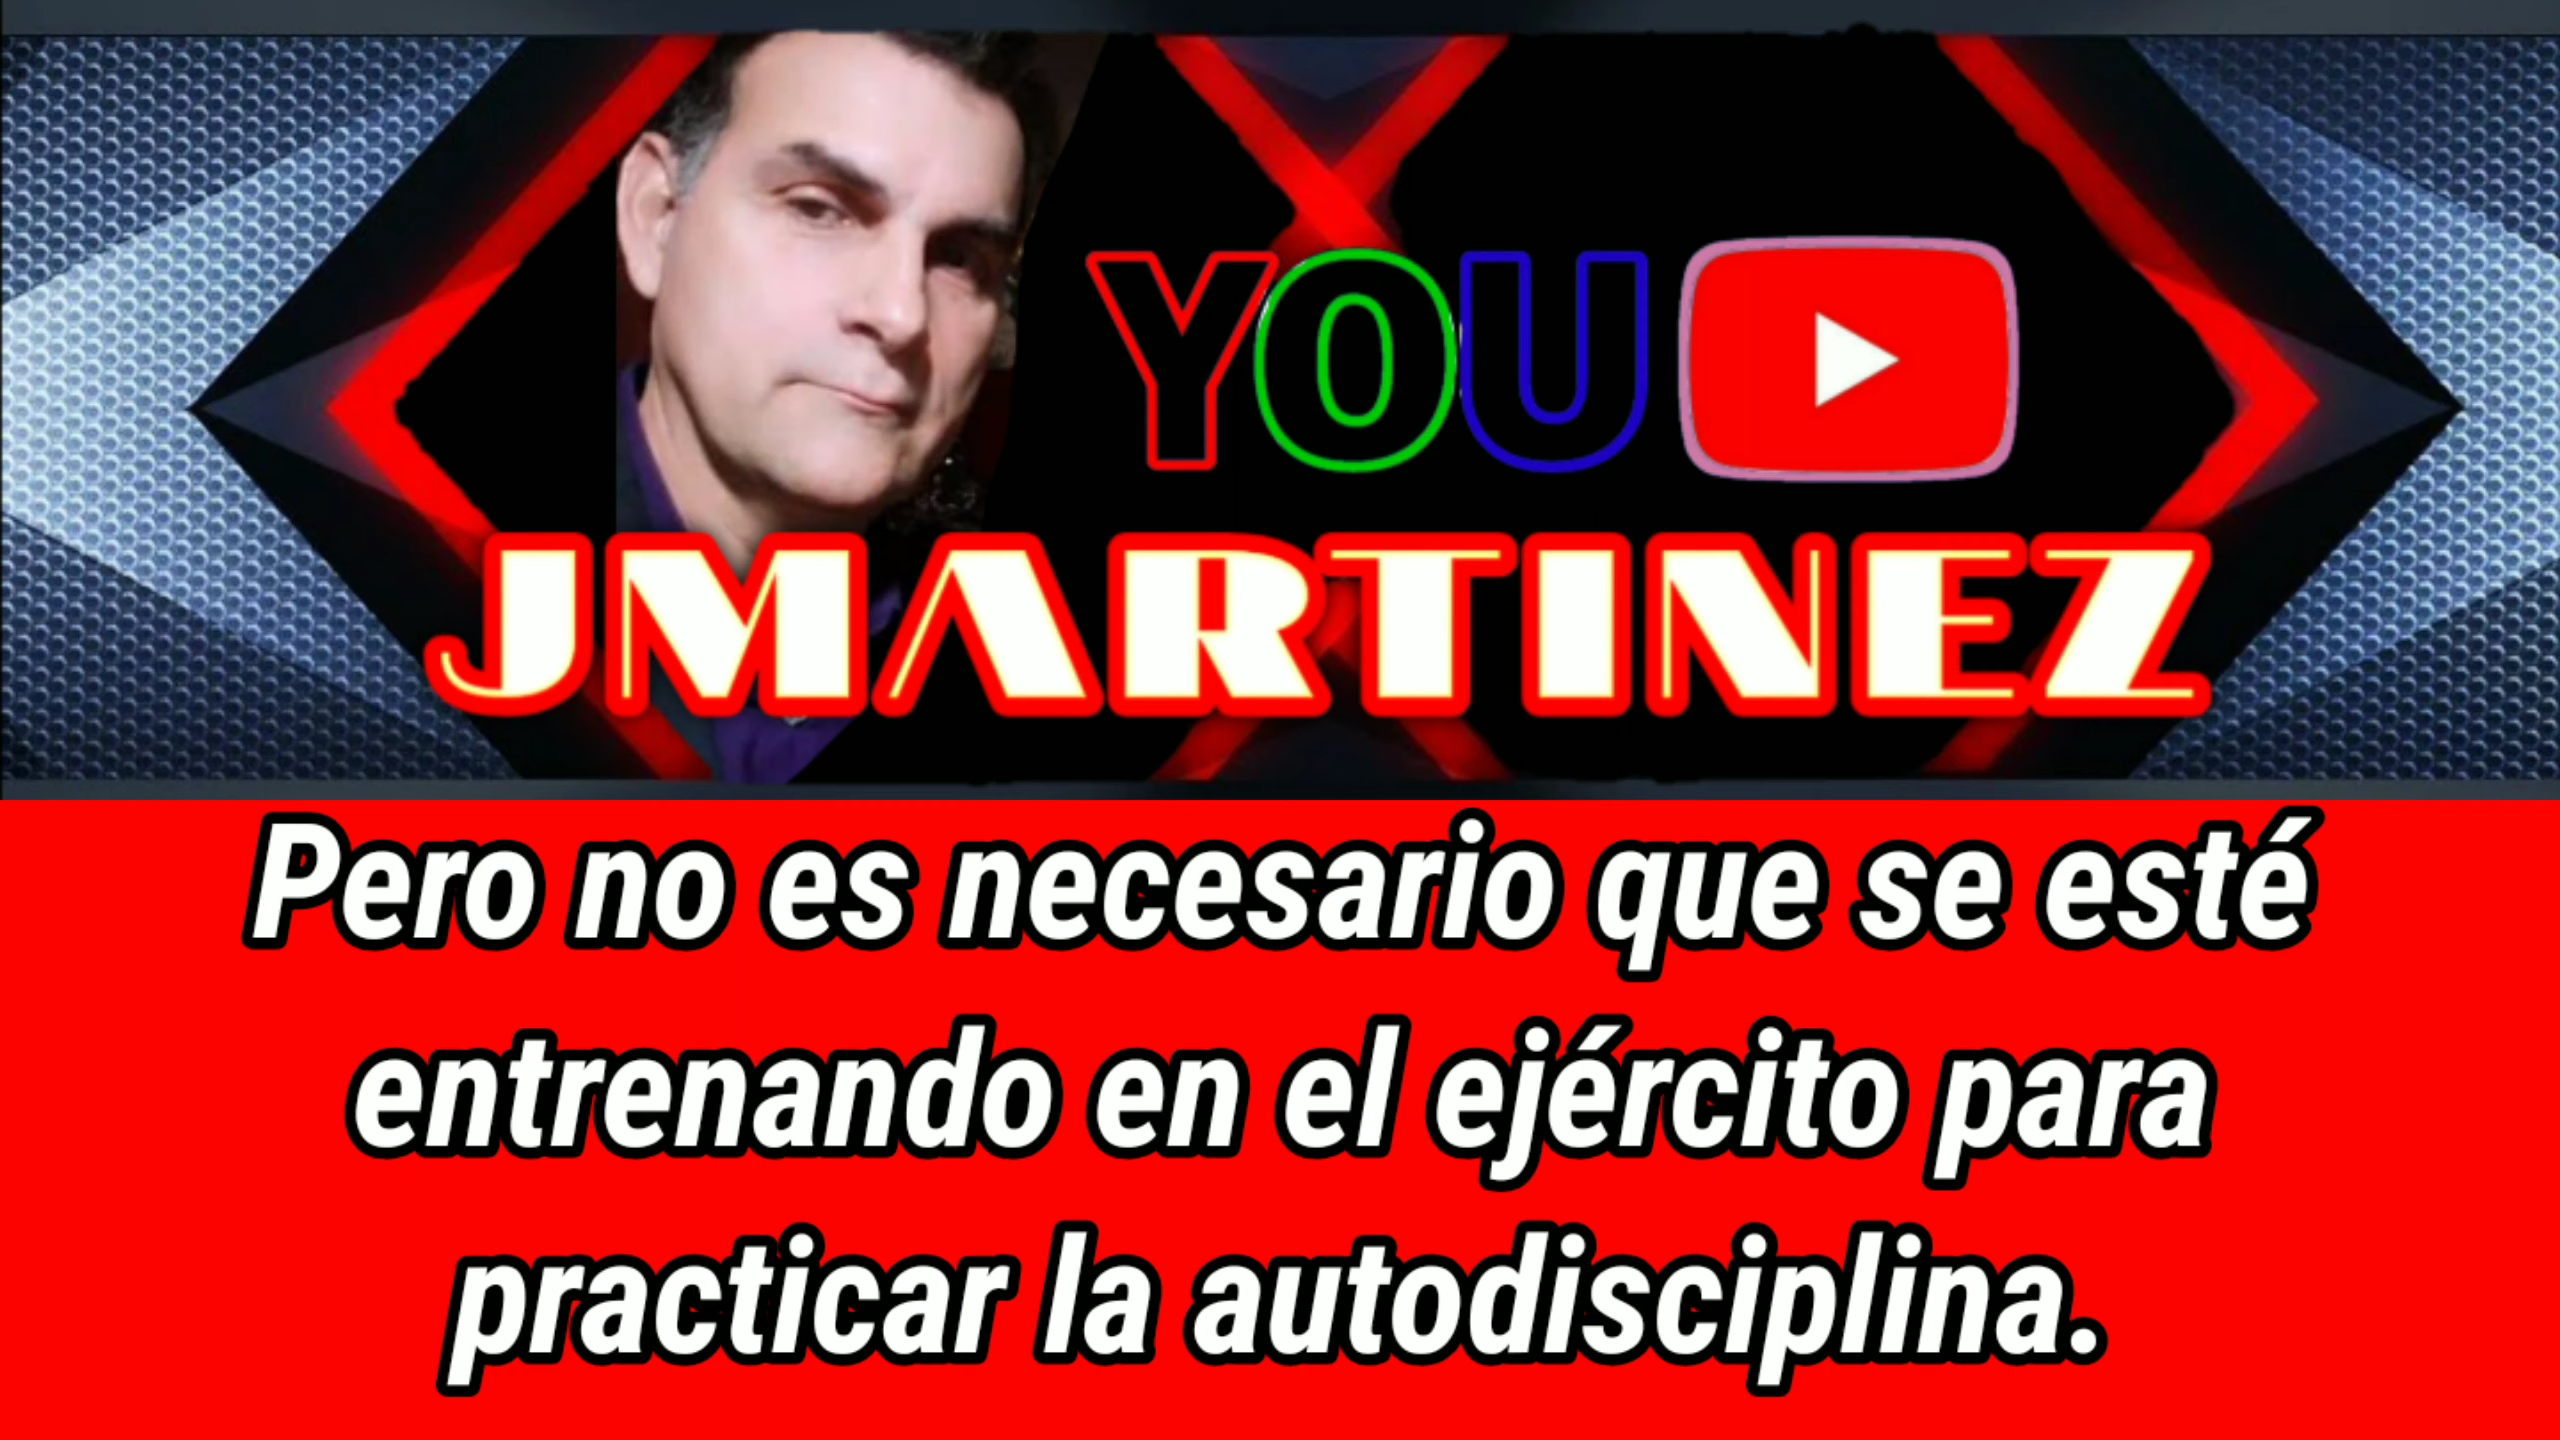 YOU
JMARTINEZ
Pero no es necesario que se esté
entrenando en el ejército para
practicar la autodisciplina.